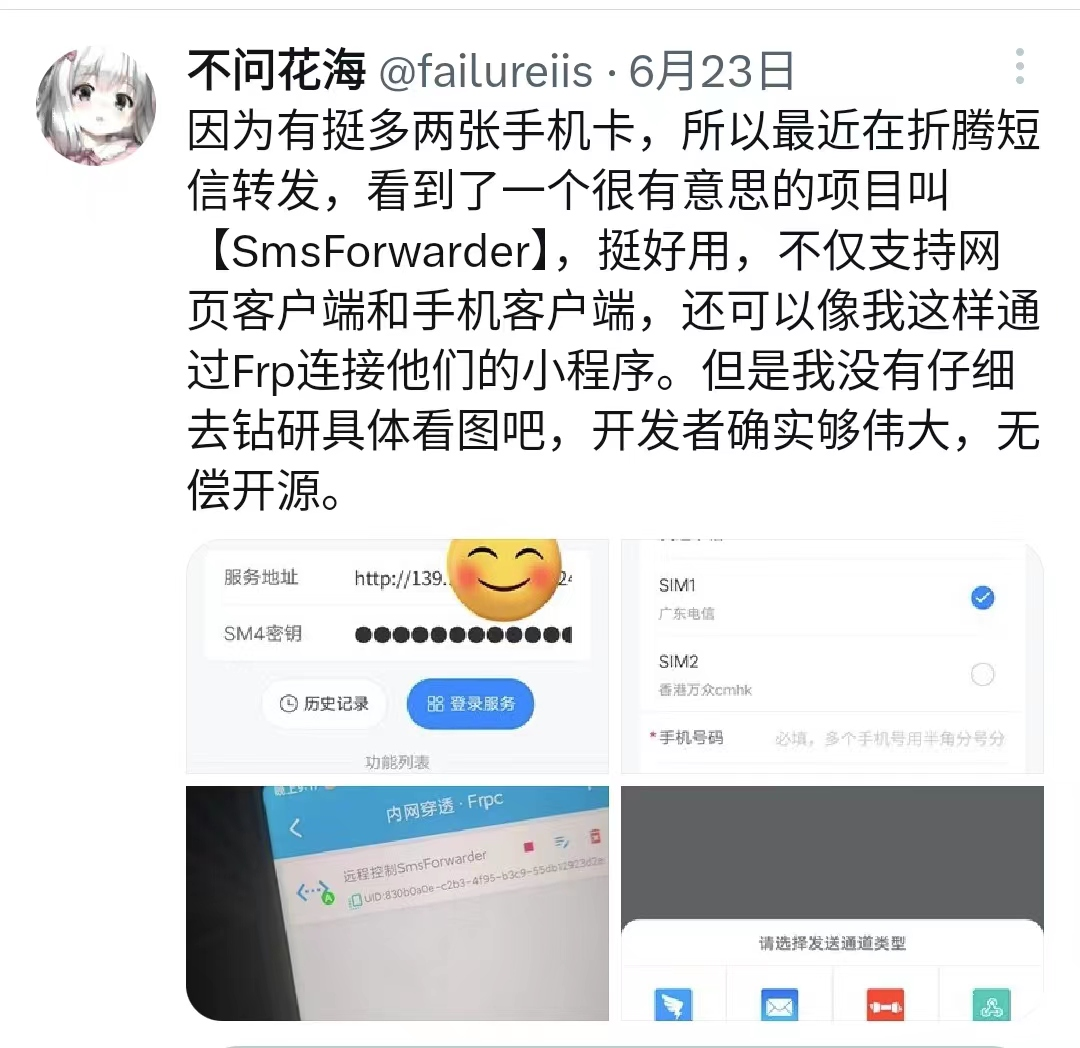 不问花海 @failureiis · 6月23日
因为有挺多两张手机卡，所以最近在折腾短
信转发，看到了一个很有意思的项目叫
【SmsForwarder】，挺好用，不仅支持网
页客户端和手机客户端，还可以像我这样通
过Frp连接他们的小程序。但是我没有仔细
去钻研具体看图吧，开发者确实够伟大，无
偿开源。
服务地址 http://139.
SM4密钥 ●●●●●●●●●●●●
历史记录 登录服务
功能列表
SIM1
广东电信
SIM2
香港万众cmhk
*手机号码 必填，多个手机号用半角分号分
内网穿透 · Frpc
远程控制SmsForwarder
UID:830b0a0e-c2b3-4f95-b3c9-55db12923d2e
请选择发送通道类型